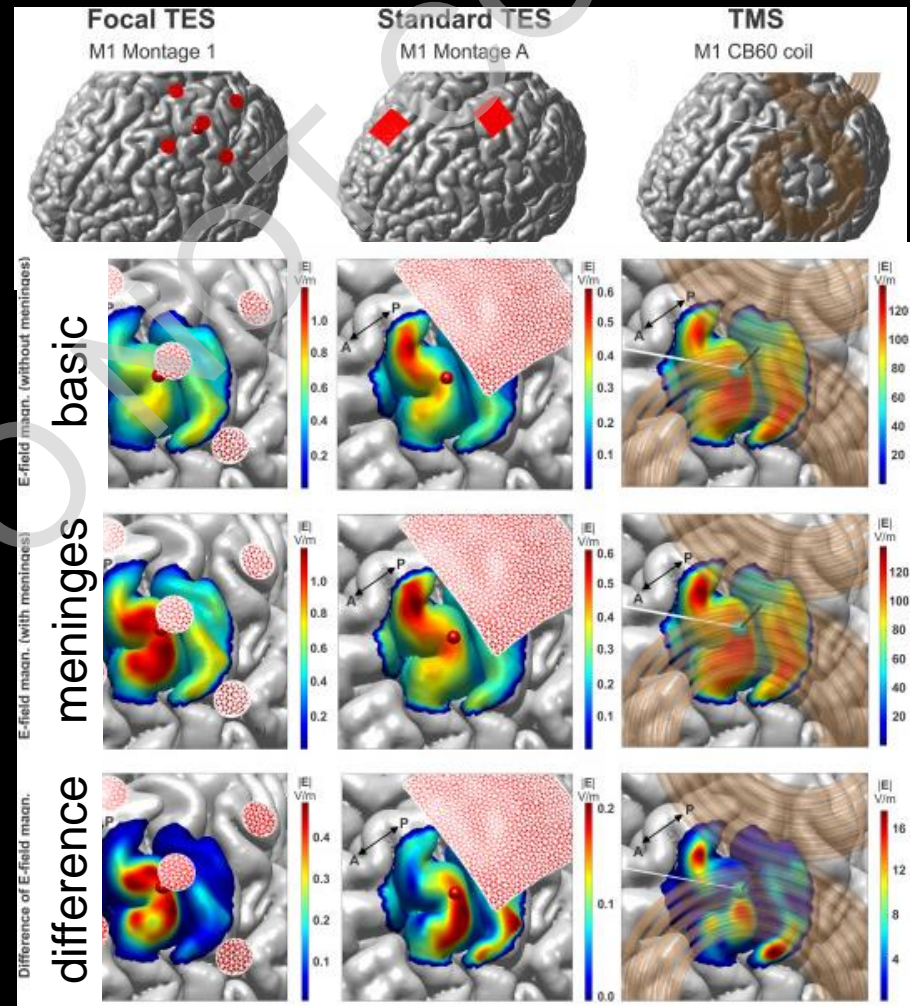 Focal TES
Standard TES
TMS
M1 Montage 1
M1 Montage A
M1 CB60 coil
E-field magn. (without meninges)
basic
P
|E|
V/m
1.0
0.8
0.6
0.4
0.2
A P
|E|
V/m
0.6
0.5
0.4
0.3
0.2
0.1
A P
|E|
V/m
120
100
80
60
40
20
E-field magn. (with meninges)
meninges
P
|E|
V/m
1.0
0.8
0.6
0.4
0.2
A P
|E|
V/m
0.6
0.5
0.4
0.3
0.2
0.1
A P
|E|
V/m
120
100
80
60
40
20
Difference of E-field magn.
difference
P
|E|
V/m
0.4
0.3
0.2
0.1
A P
|E|
V/m
0.2
0.1
0.0
A P
|E|
V/m
16
12
8
4